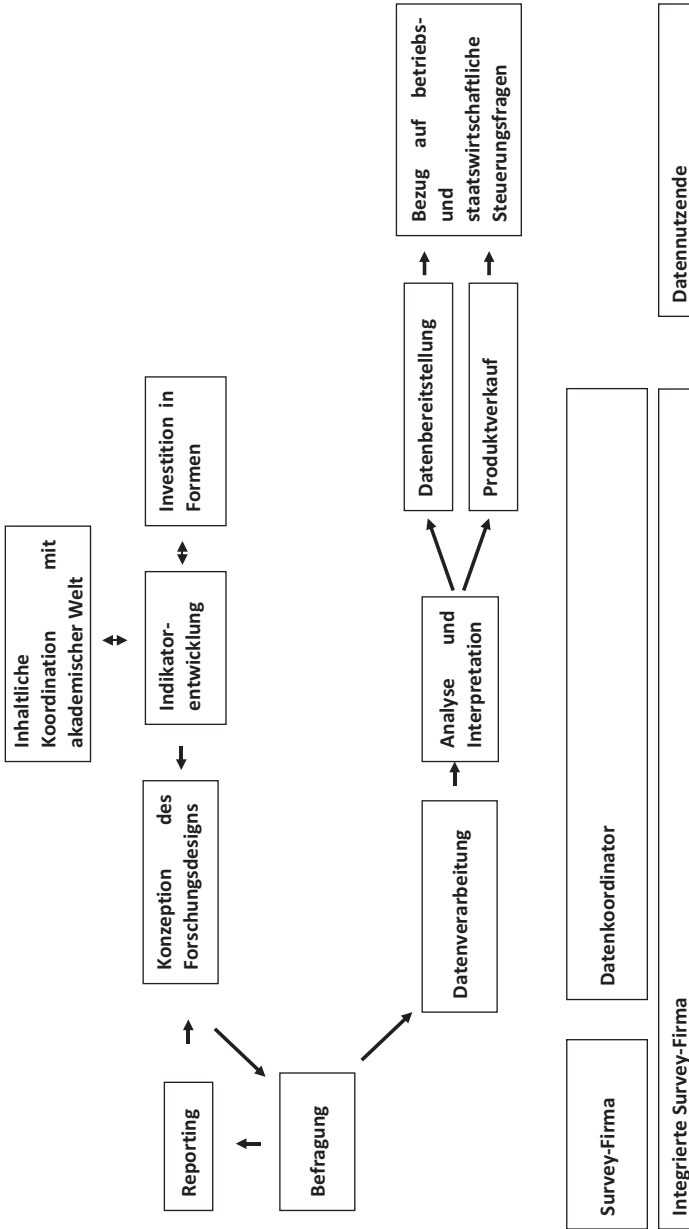 Inhaltliche
Koordination mit
akademischer Welt
Reporting
Konzeption des
Forschungsdesigns
Indikator-
entwicklung
Investition in
Formen
Befragung
Datenverarbeitung
Analyse und
Interpretation
Datenbereitstellung
Produktverkauf
Bezug auf betriebs-
und
staatswirtschaftliche
Steuerungsfragen
Survey-Firma
Datenkoordinator
Integrierte Survey-Firma
Datennutzende